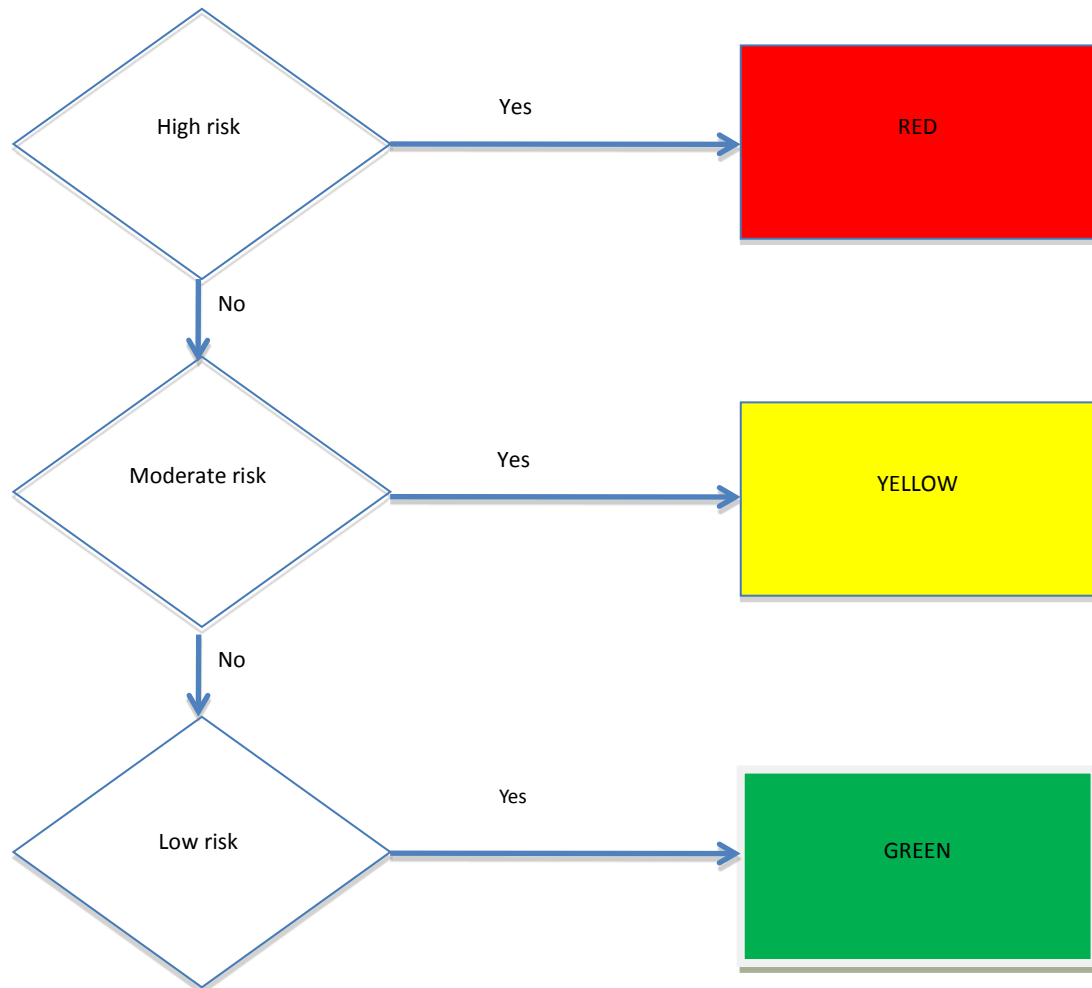 High risk
Yes
RED
No
Moderate risk
Yes
YELLOW
No
Low risk
Yes
GREEN